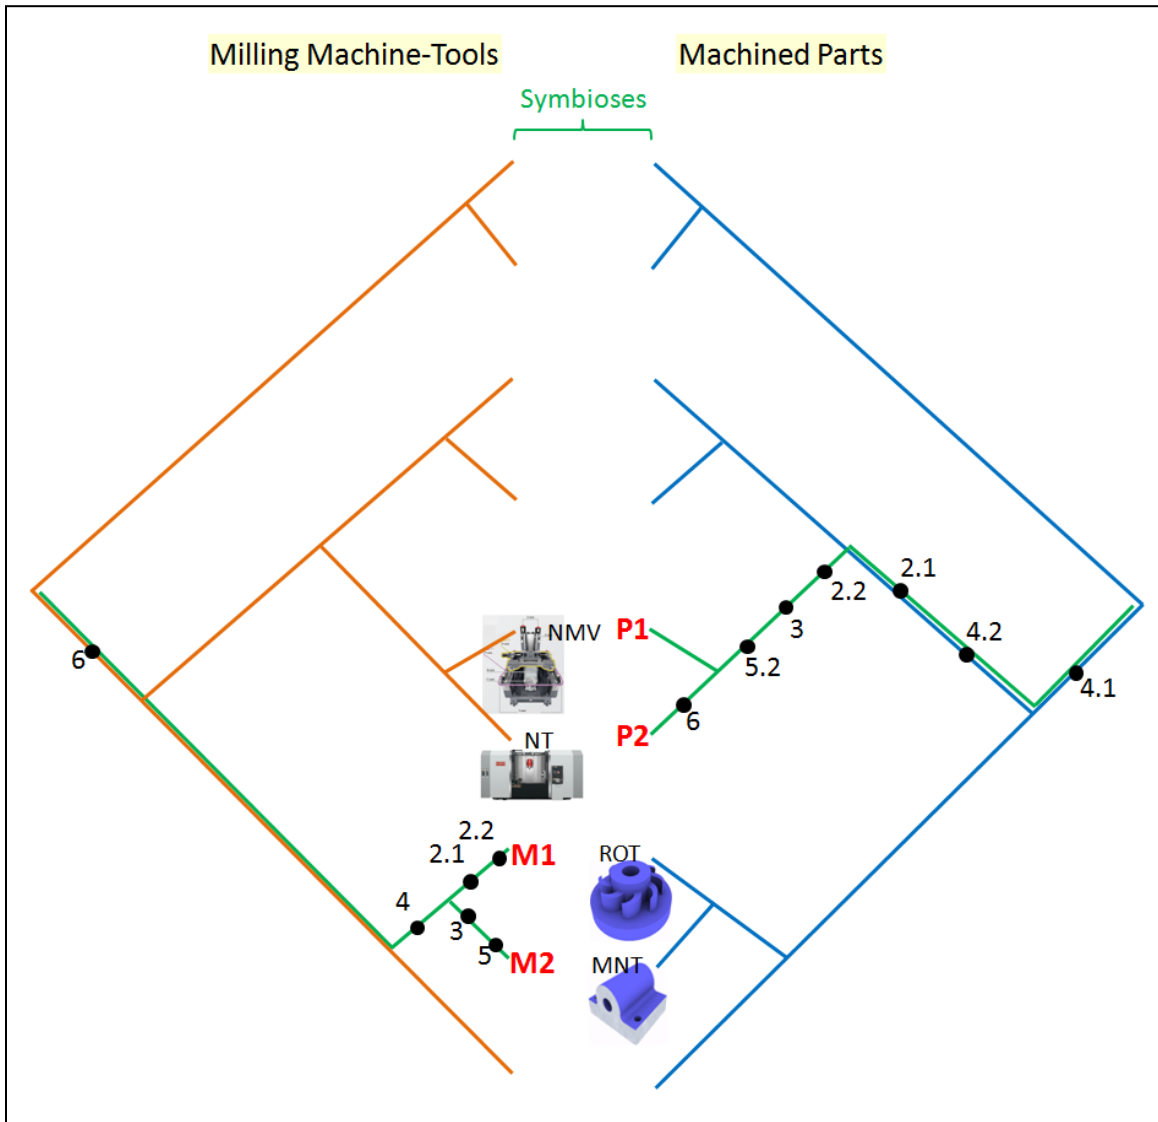 Milling Machine-Tools
Machined Parts
Symbioses
2.1
2.2
3
NMV
P1
4.2
5.2
6
4.1
6
P2
NT
2.2
2.1
M1
ROT
4
3
5
M2
MNT